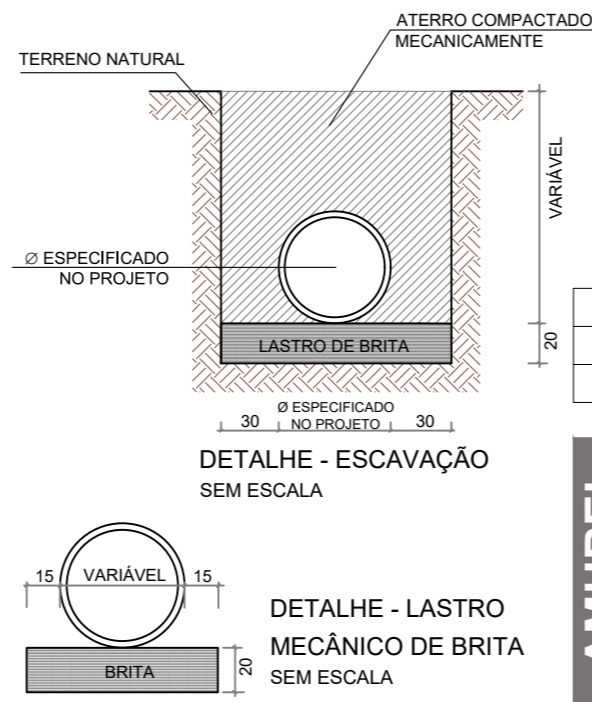 ATERRO COMPACTADO
MECANICAMENTE
TERRENO NATURAL
VARIÁVEL
Ø ESPECIFICADO
NO PROJETO
LASTRO DE BRITA
20
30
Ø ESPECIFICADO
NO PROJETO
30
DETALHE - ESCAVAÇÃO
SEM ESCALA
15
VARIÁVEL
15
BRITA
20
DETALHE - LASTRO
MECÂNICO DE BRITA
SEM ESCALA